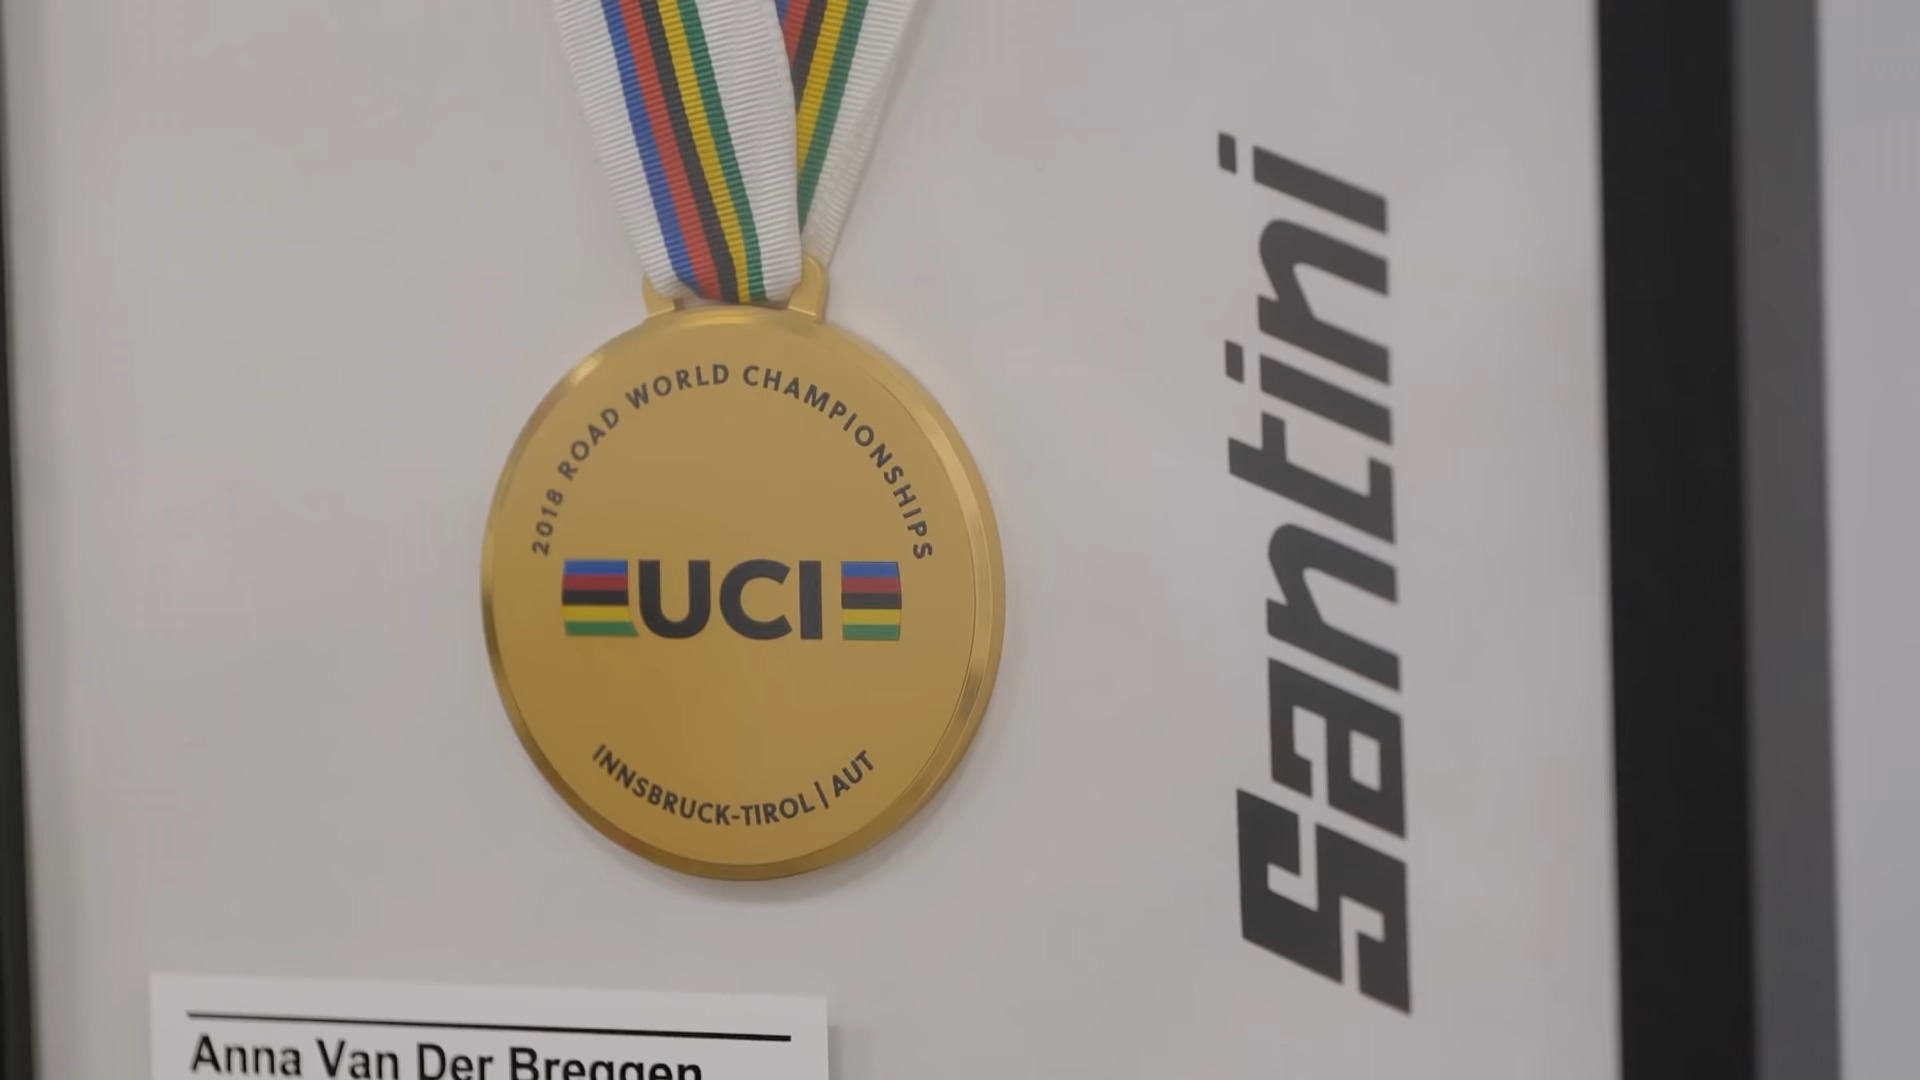 2018 ROAD WORLD CHAMPIONSHIPS
UCI
INNSBRUCK-TIROL | AUT
santini
Anna Van Der Breggen